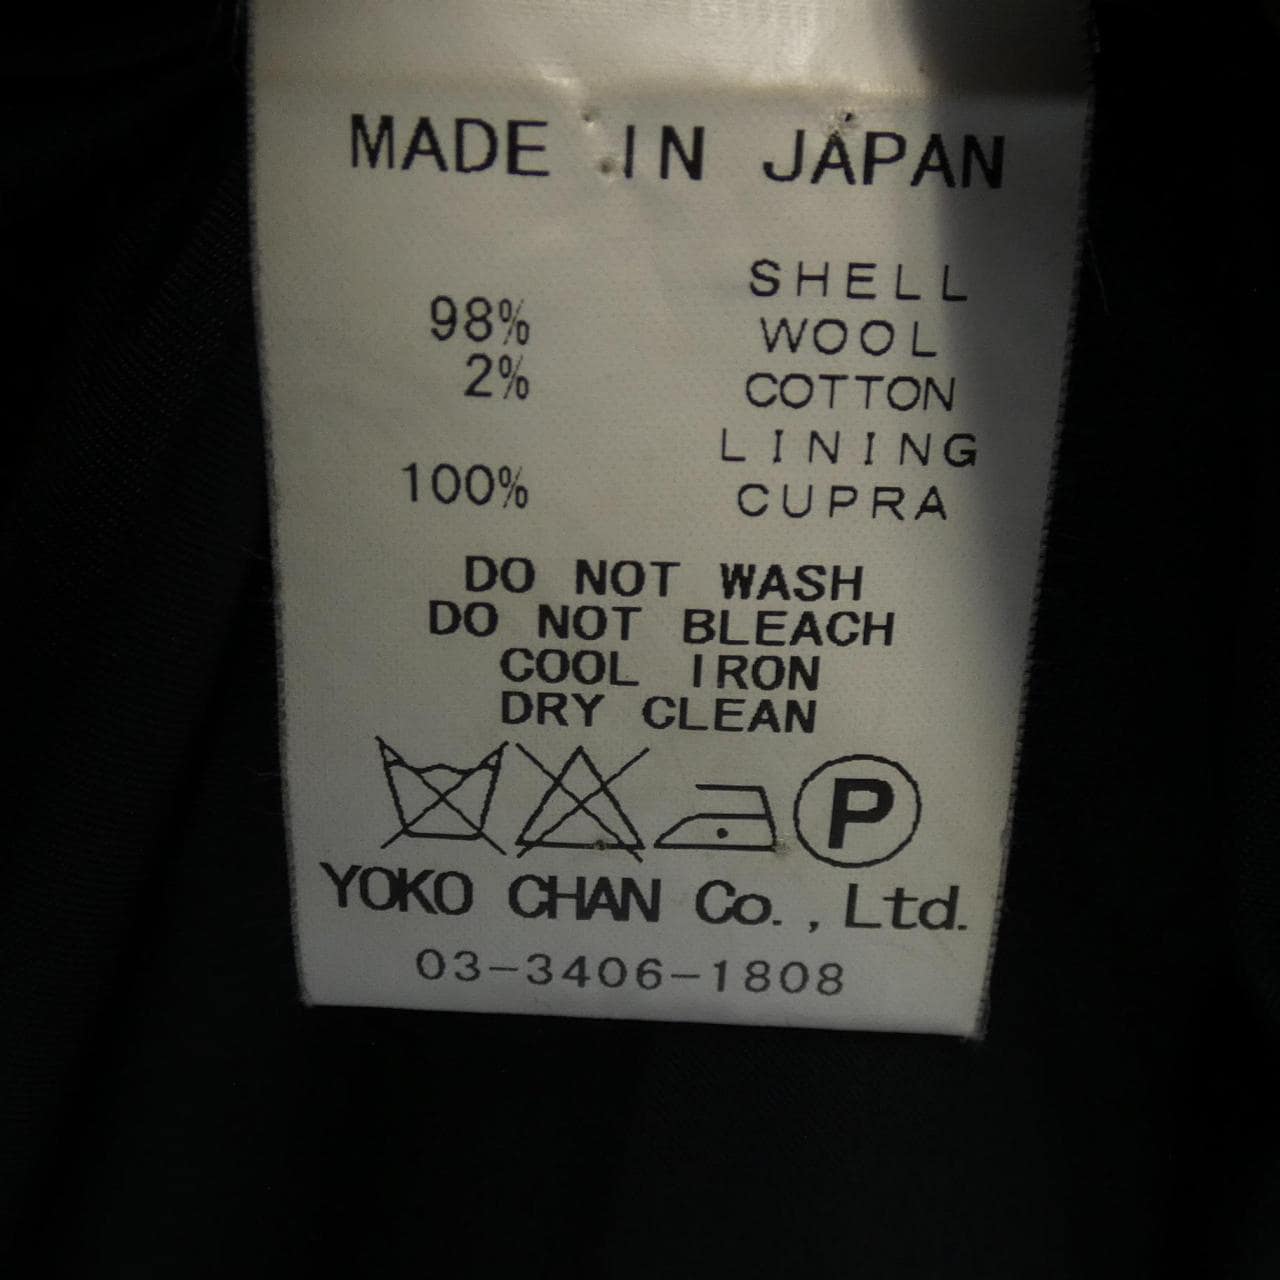 MADE IN JAPAN
SHELL
98% WOOL
2% COTTON
LINING
100% CUPRA
DO NOT WASH
DO NOT BLEACH
COOL IRON
DRY CLEAN
P
YOKO CHAN Co., Ltd.
03-3406-1808